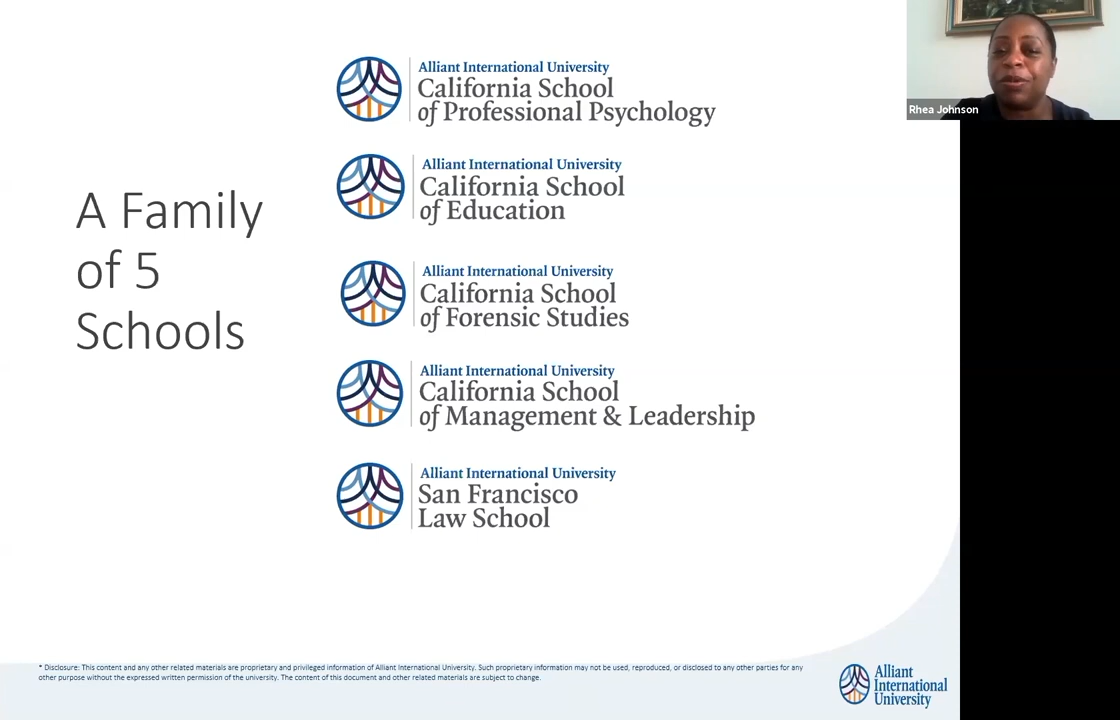 A Family
of 5
Schools
Alliant International University
California School
of Professional Psychology
Alliant International University
California School
of Education
Alliant International University
California School
of Forensic Studies
Alliant International University
California School
of Management & Leadership
Alliant International University
San Francisco
Law School
Rhea Johnson
* Disclosure: This content and any other related materials are proprietary and privileged information of Alliant International University. Such proprietary information may not be used, reproduced, or disclosed to any other parties for any
other purpose without the expressed written permission of the university. The content of this document and other related materials are subject to change.
Alliant
International
University